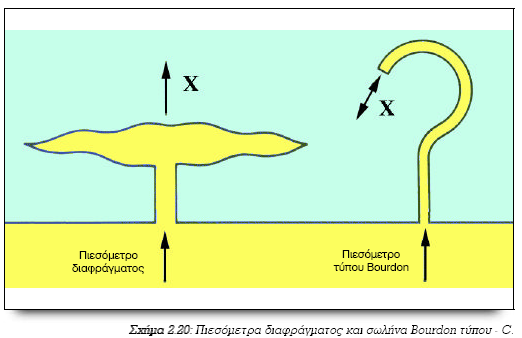 X
X
Πιεσόμετρο
διαφράγματος
Πιεσόμετρο
τύπου Bourdon
Σχήμα 2.20: Πιεσόμετρα διαφράγματος και σωλήνα Bourdon τύπου - C.